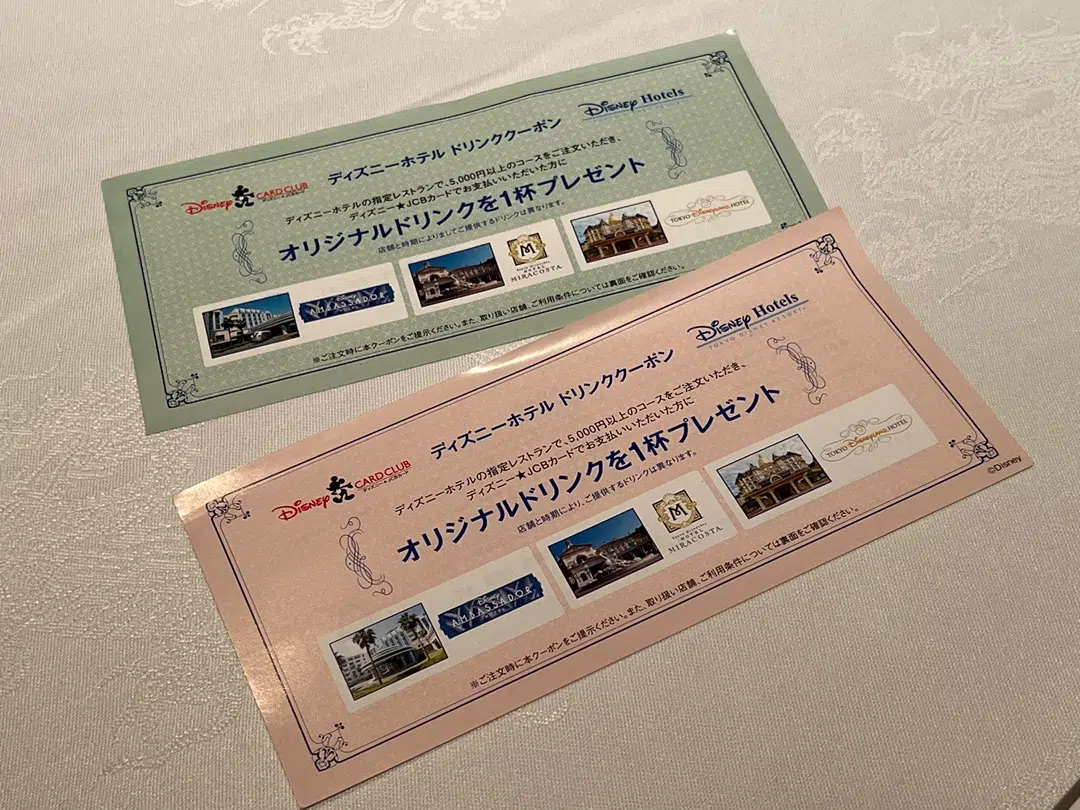 Disney Hotels
ディズニーホテル ドリンククーポン
Disney CARD CLUB
ディズニーホテルの指定レストランで、5,000円以上のコースをご注文いただき、
ディズニー★JCBカードでお支払いいただいた方に
オリジナルドリンクを1杯プレゼント
店舗と時期によりましてご提供するドリンクは異なります。
Disney AMBASSADOR
M
MIRACOSTA
TOKYO DISNEYLAND HOTEL
※ご注文時に本クーポンをご提示ください。また、取り扱い店舗、ご利用条件については裏面をご確認ください。
Disney Hotels
TOKYO DISNEY RESORT
ディズニーホテル ドリンククーポン
Disney CARD CLUB
ディズニー★JCBカード
ディズニーホテルの指定レストランで、5,000円以上のコースをご注文いただき、
ディズニー★JCBカードでお支払いいただいた方に
オリジナルドリンクを1杯プレゼント
店舗と時期により、ご提供するドリンクは異なります。
Disney AMBASSADOR
M
MIRACOSTA
TOKYO DISNEYLAND HOTEL
※ご注文時に本クーポンをご提示ください。また、取り扱い店舗、ご利用条件については裏面をご確認ください。
©Disney